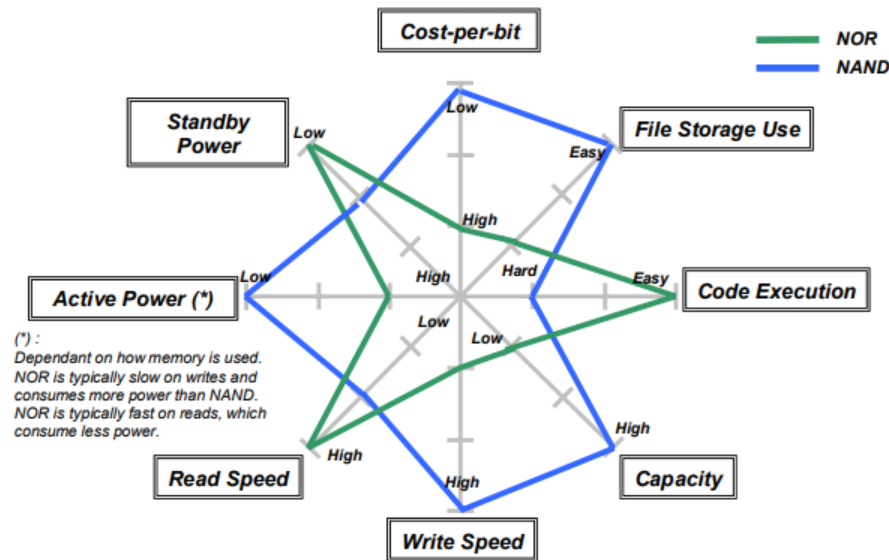 Cost-per-bit
NOR
NAND
Standby
Power
Low
Low
File Storage Use
Easy
High
Low
Active Power (*)
High
Hard
Easy
Code Execution
Low
Low
(*) :
Dependant on how memory is used.
NOR is typically slow on writes and
consumes more power than NAND.
NOR is typically fast on reads, which
consume less power.
High
High
High
Read Speed
Capacity
Write Speed